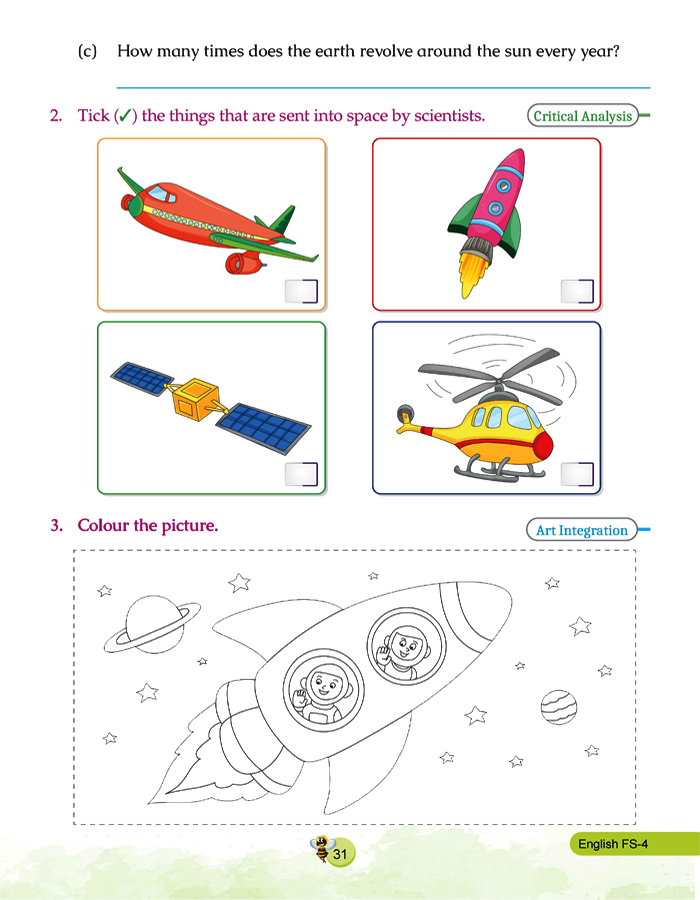 (c) How many times does the earth revolve around the sun every year?
2. Tick (✓) the things that are sent into space by scientists.
Critical Analysis
3. Colour the picture.
Art Integration
31
English FS-4